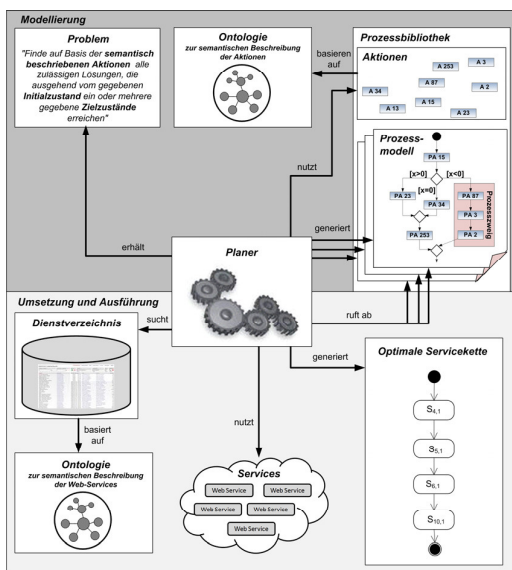 Modellierung
Problem
"Finde auf Basis der semantisch
beschriebenen Aktionen alle
zulässigen Lösungen, die
ausgehend vom gegebenen
Initialzustand ein oder mehrere
gegebene Zielzustände
erreichen"
Ontologie
zur semantischen Beschreibung
der Aktionen
basieren
auf
Prozessbibliothek
Aktionen
A 3
A 253
A 87
A 34
A 2
A 15
A 13
A 23
nutzt
Prozess-
modell
PA 15
[x>0]
[x<0]
[x=0]
PA 23
PA 34
PA 87
PA 3
PA 2
PA 253
Prozesszweig
generiert
erhält
Planer
ruft ab
Umsetzung und Ausführung
Dienstverzeichnis
sucht
generiert
basiert
auf
nutzt
Ontologie
zur semantischen Beschreibung
der Web-Services
Services
Web Service
Web Service
Web Service
Web Service
Web Service
Optimale Servicekette
S4,1
S5,1
S6,1
S10,1